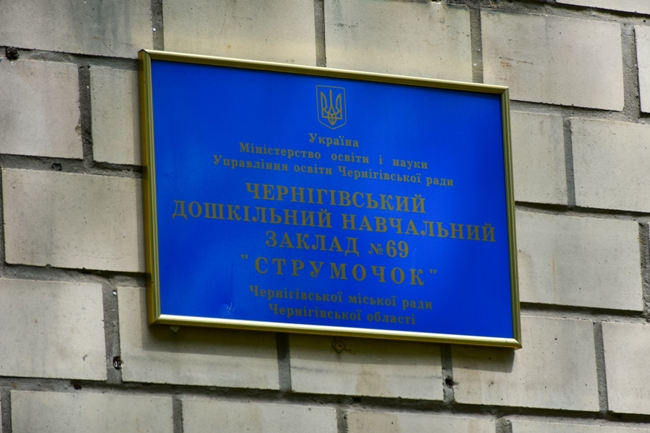 Україна
Міністерство освіти і науки
Управління освіти Чернігівської ради
ЧЕРНІГІВСЬКИЙ
ДОШКІЛЬНИЙ НАВЧАЛЬНИЙ
ЗАКЛАД №69
"СТРУМОЧОК"
Чернігівської міської ради
Чернігівської області